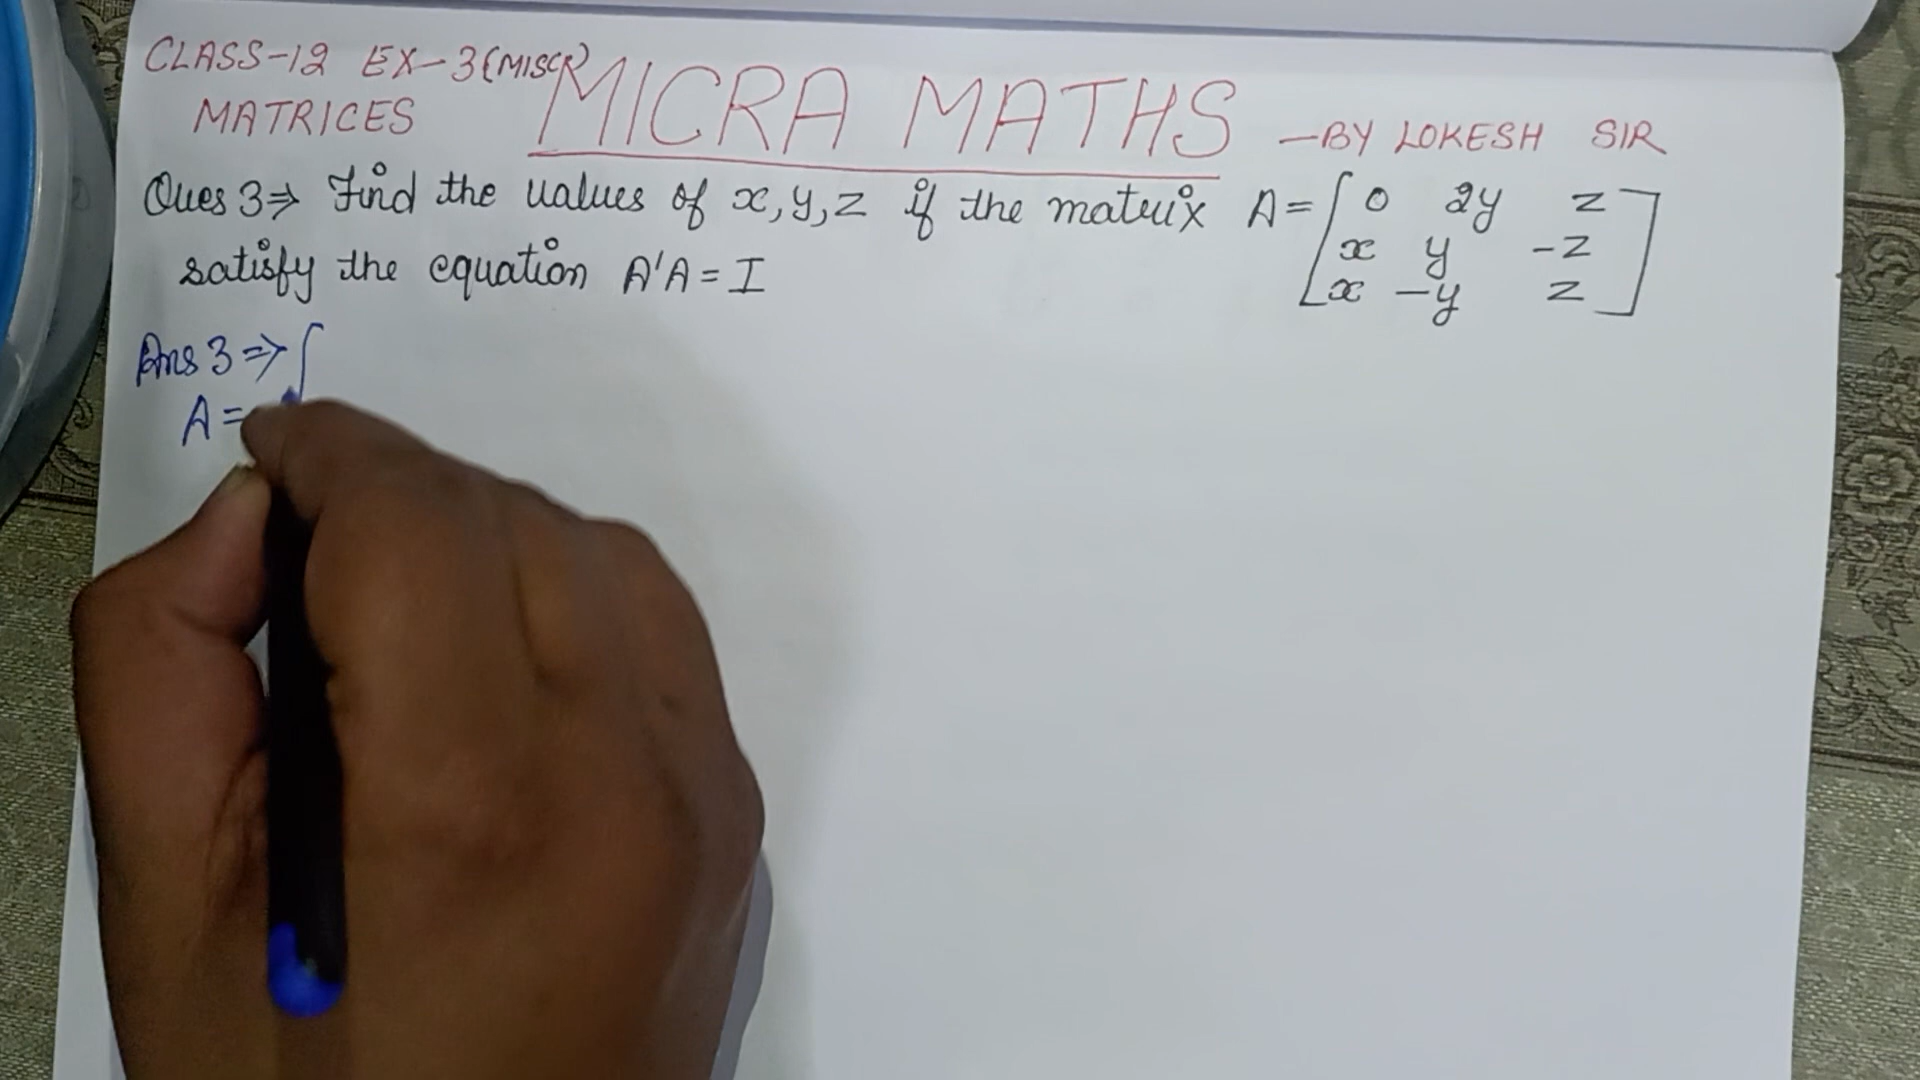 CLASS-12 EX-3(MISC)
MATRICES
MICRA MATHS
-BY LOKESH SIR
Ques 3⇒ Find the values of x, y, z if the matrix A = [ 0 2y z
x y -z
x -y z ]
satisfy the equation A'A = I
Ans 3 ⇒ [
A =